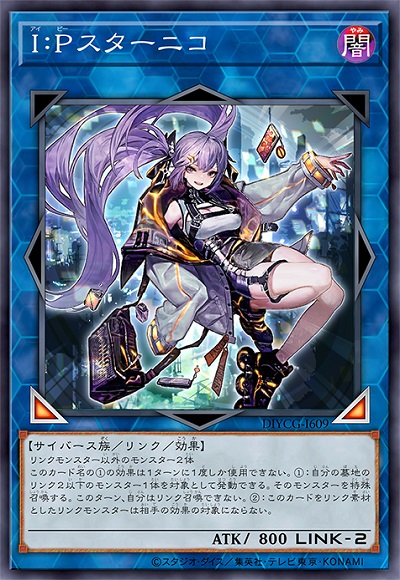 アイ ピー
I:Pスターニコ
やみ
闇
DIYCG-J609
【サイバース族/リンク/効果】
リンクモンスター以外のモンスター2体
このカード名の①の効果は1ターンに1度しか使用できない。①:自分の墓地の
リンク2以下のモンスター1体を対象として発動できる。そのモンスターを特殊
召喚する。このターン、自分はリンク召喚できない。②:このカードをリンク素材
としたリンクモンスターは相手の効果の対象にならない。
ATK/ 800 LINK-2
©スタジオ・ダイス/集英社・テレビ東京・KONAMI